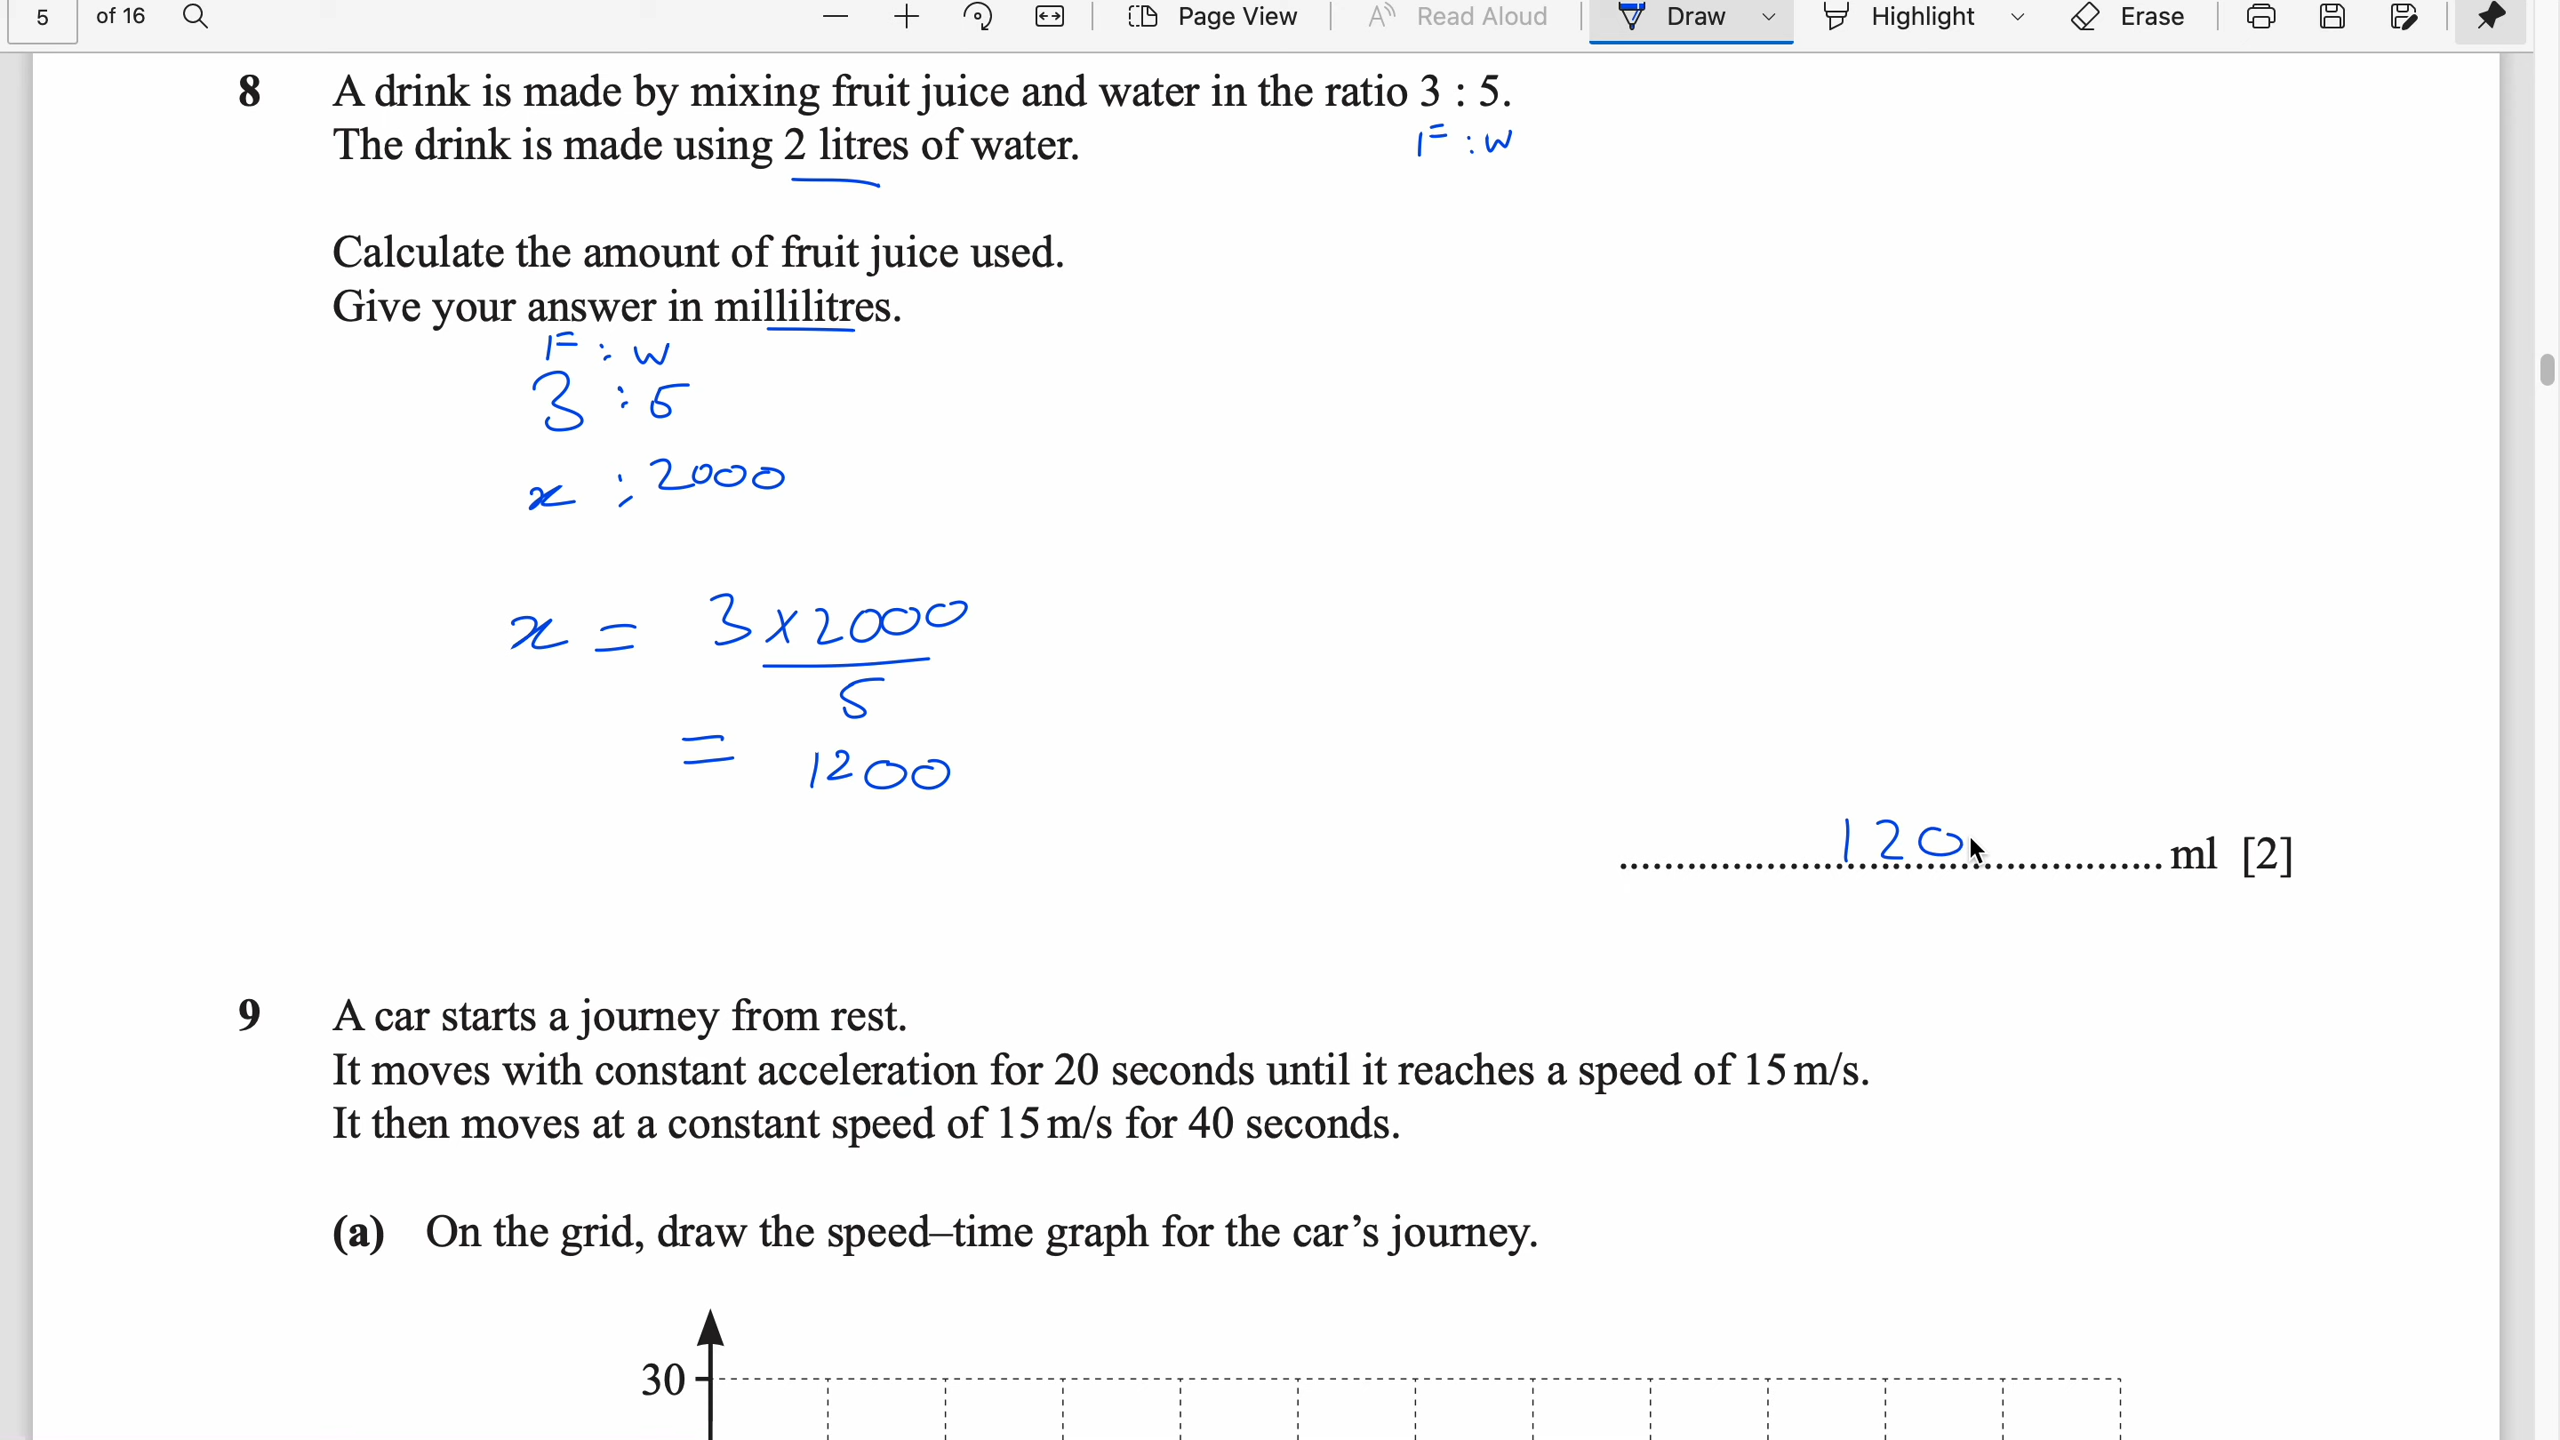 5 of 16 Page View Read Aloud Draw Highlight Erase
8 A drink is made by mixing fruit juice and water in the ratio 3 : 5.
F : W
The drink is made using 2 litres of water.
Calculate the amount of fruit juice used.
Give your answer in millilitres.
F : W
3 : 5
x : 2000
x = 3 × 2000
5
= 1200
120
........................................ ml [2]
9 A car starts a journey from rest.
It moves with constant acceleration for 20 seconds until it reaches a speed of 15 m/s.
It then moves at a constant speed of 15 m/s for 40 seconds.
(a) On the grid, draw the speed–time graph for the car’s journey.
30